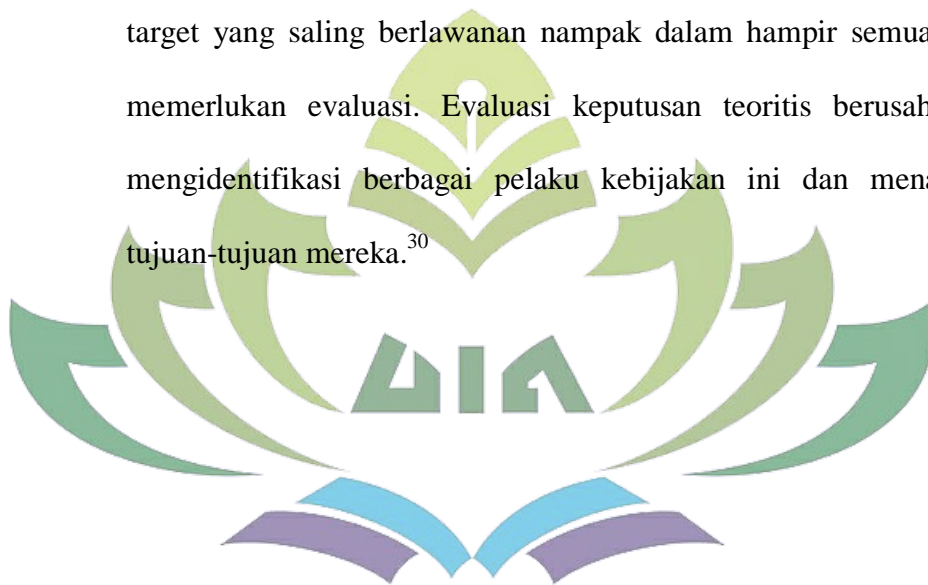 target yang saling berlawanan nampak dalam hampir semua
memerlukan evaluasi. Evaluasi keputusan teoritis berusah
mengidentifikasi berbagai pelaku kebijakan ini dan mena
tujuan-tujuan mereka.30
UIN